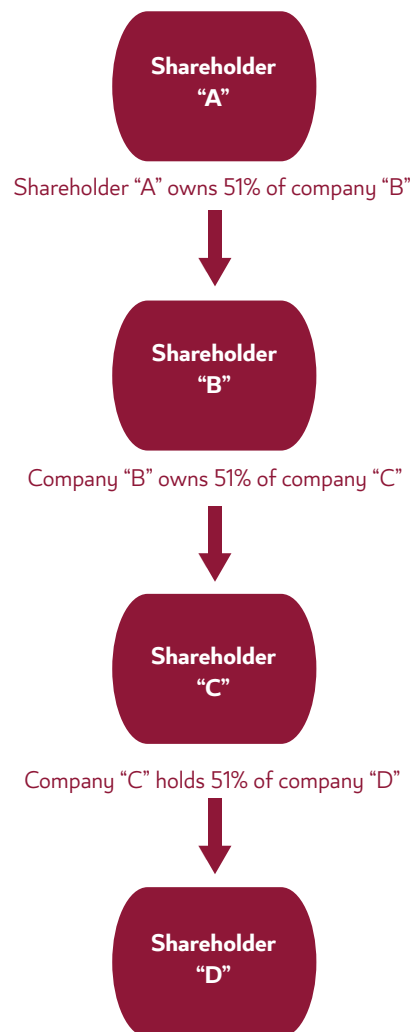 Shareholder
“A”
Shareholder “A” owns 51% of company “B”
Shareholder
“B”
Company “B” owns 51% of company “C”
Shareholder
“C”
Company “C” holds 51% of company “D”
Shareholder
“D”